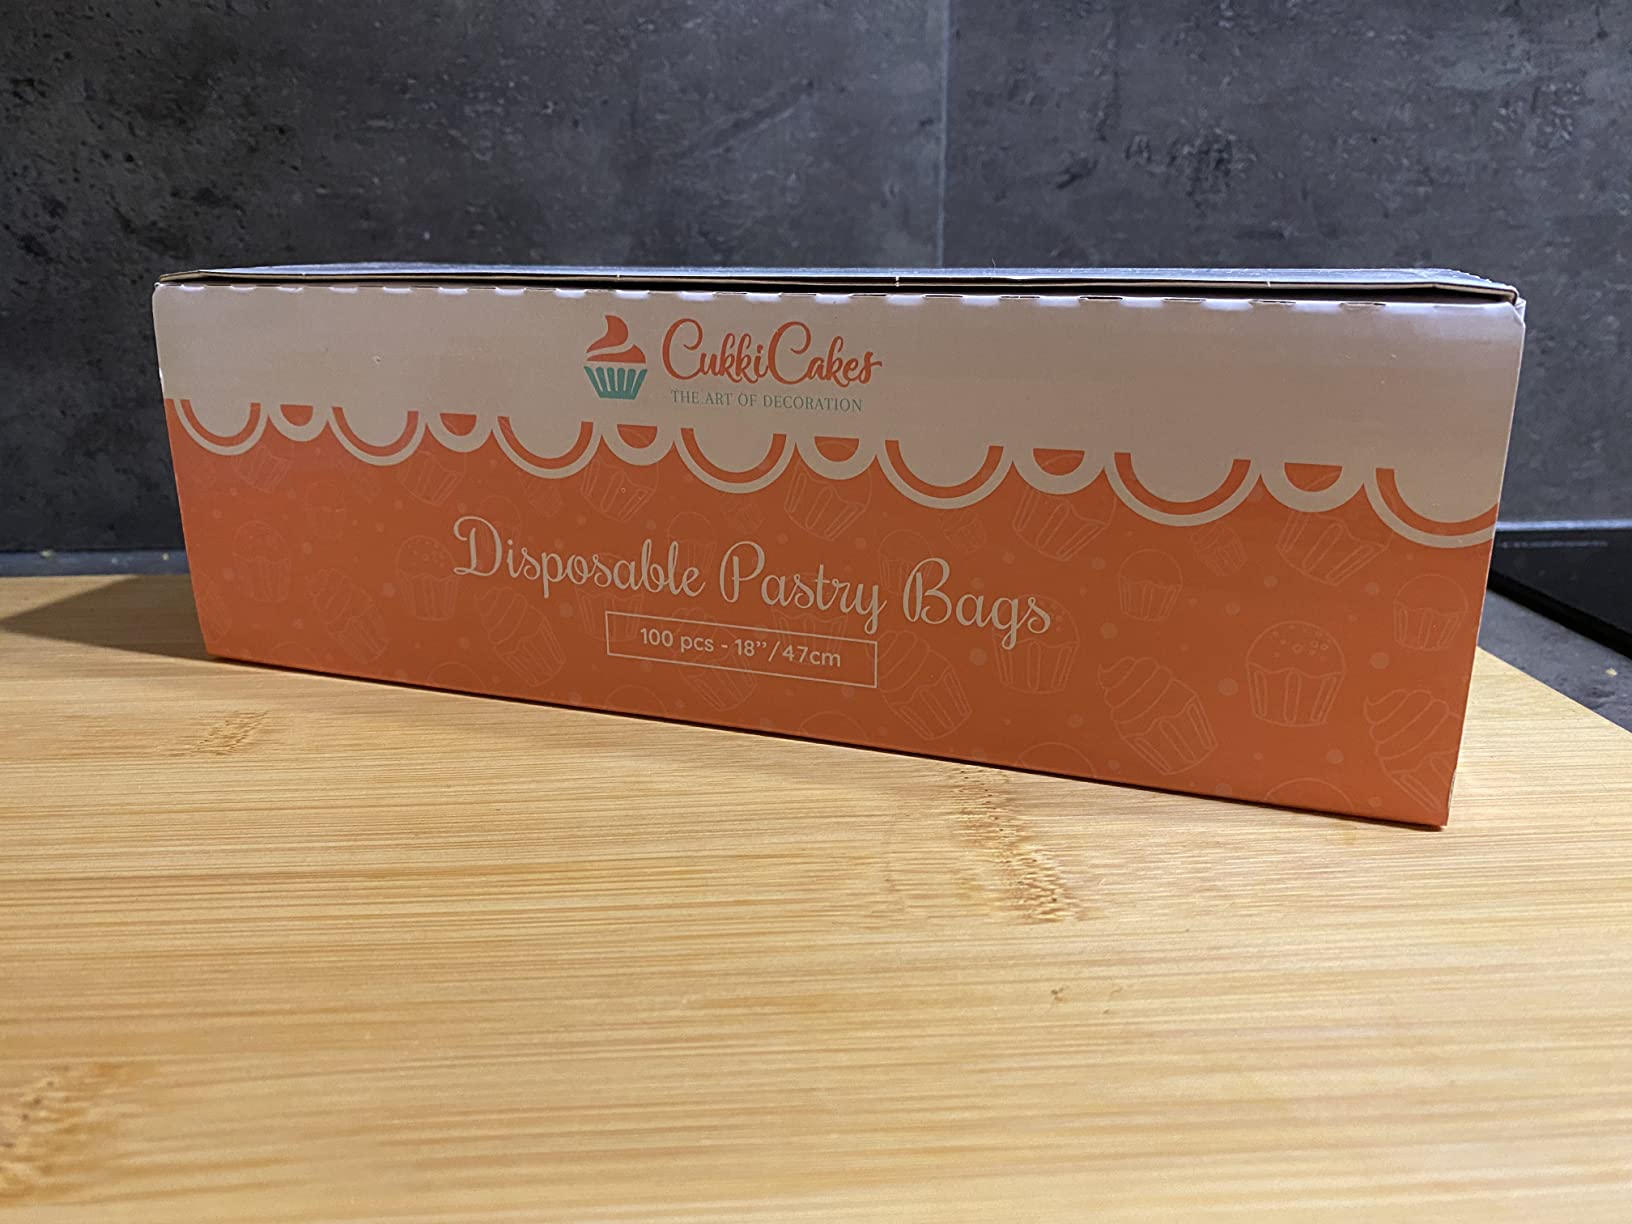 CukkiCakes
THE ART OF DECORATION
Disposable Pastry Bags
100 pcs - 18”/47cm